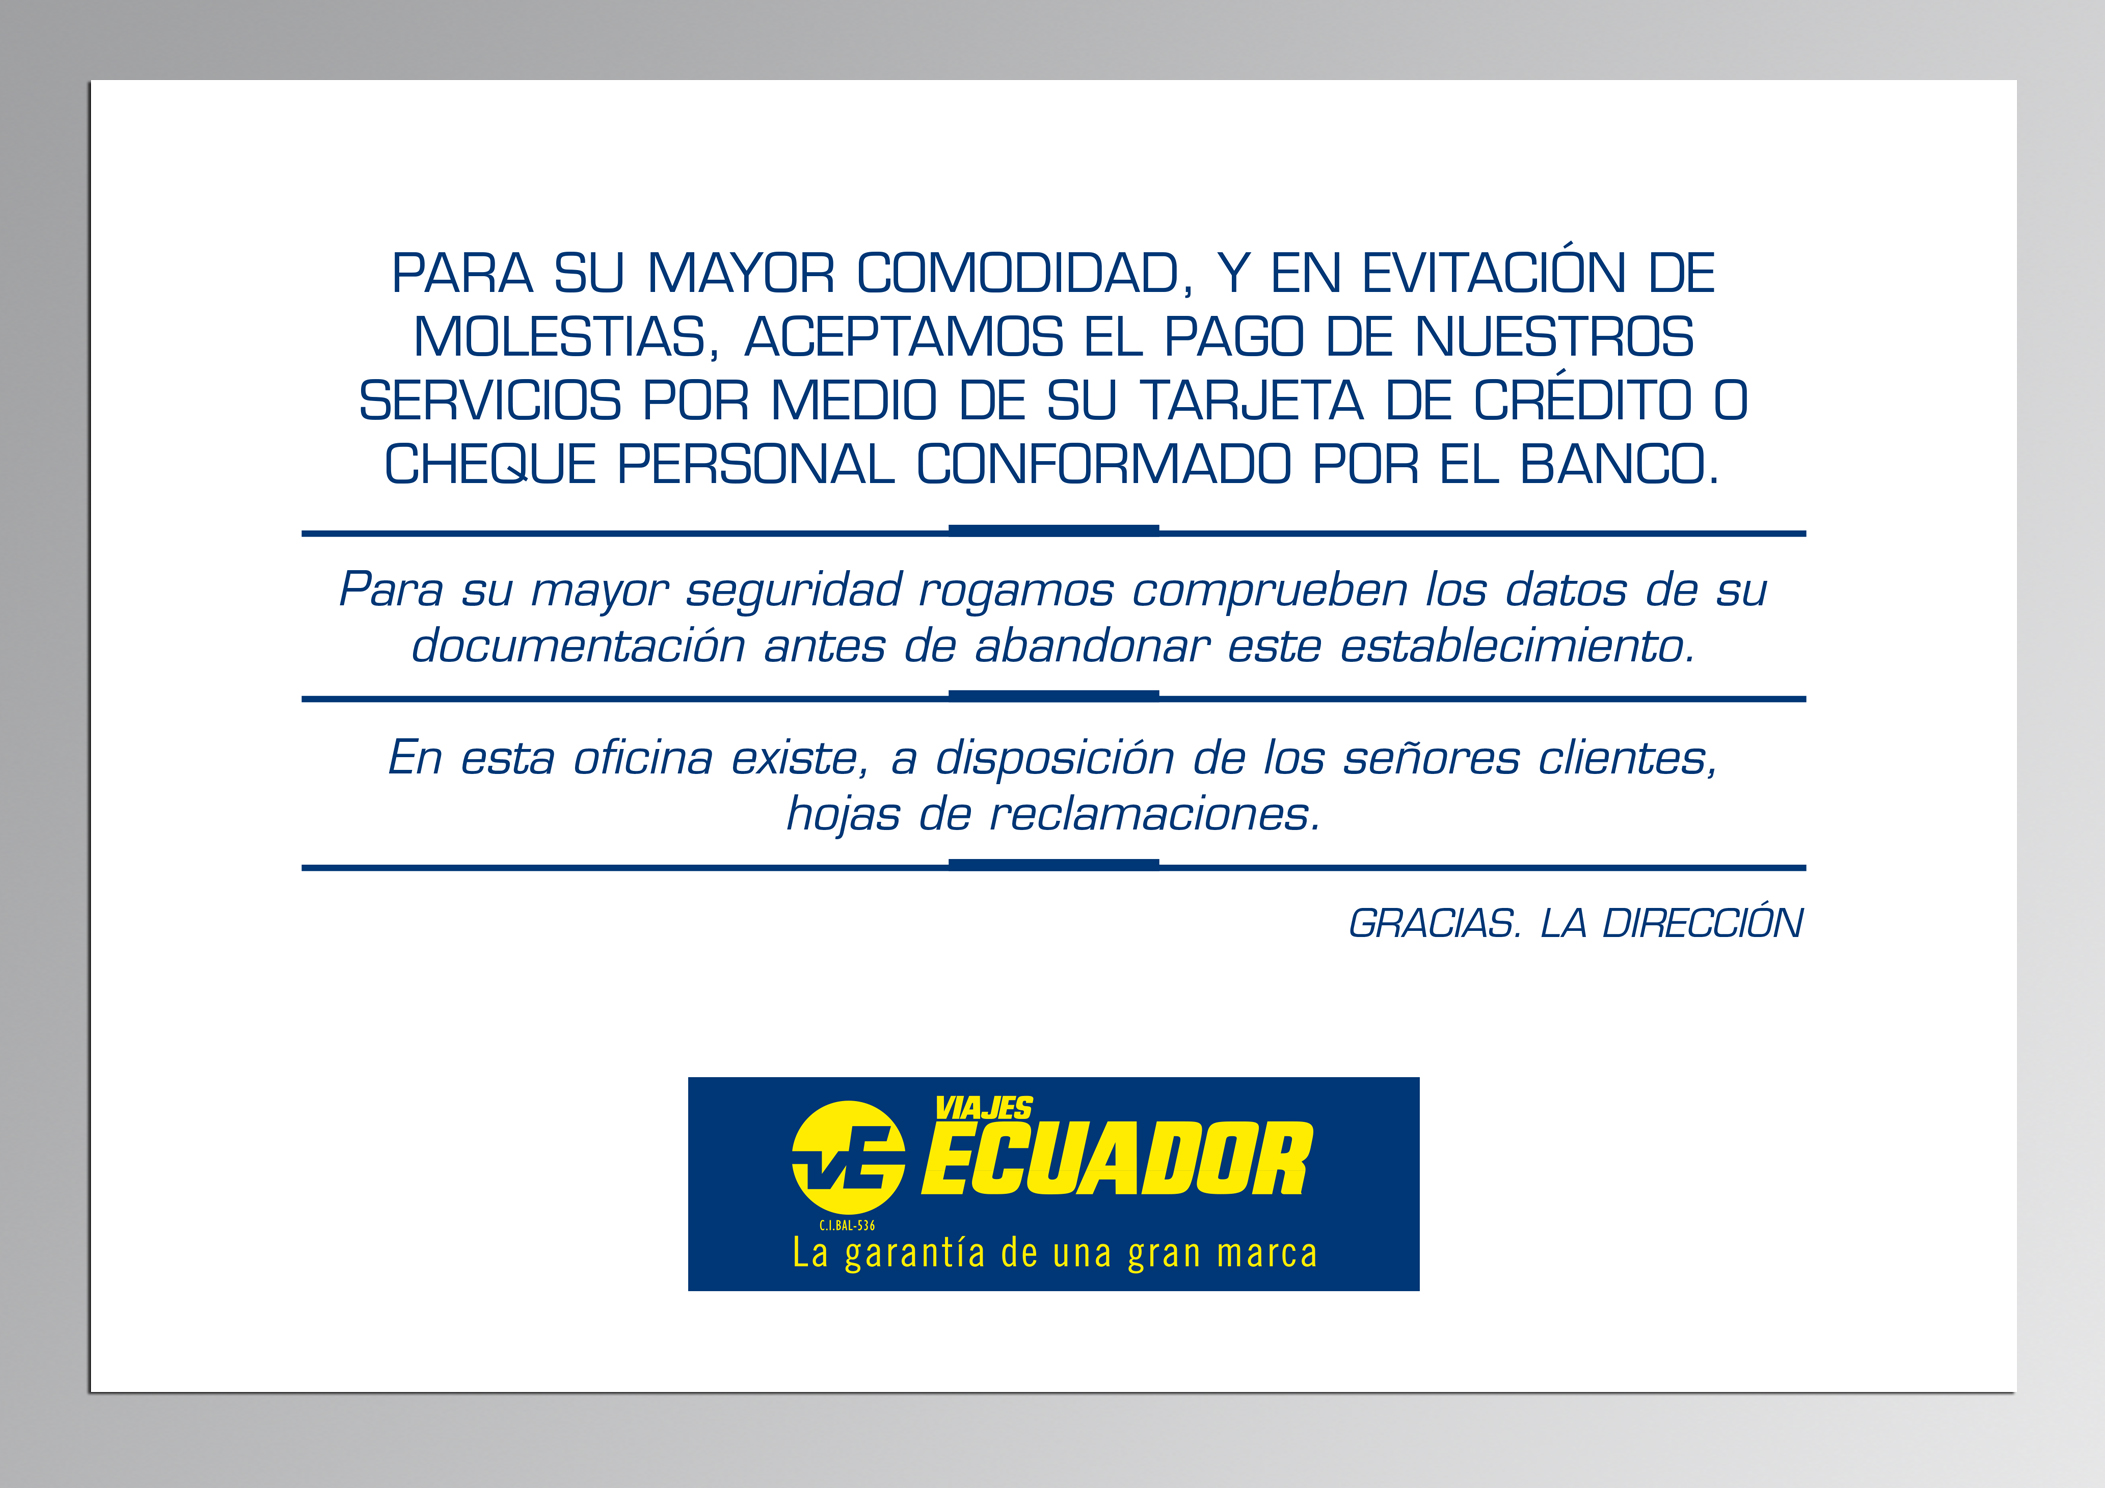 PARA SU MAYOR COMODIDAD, Y EN EVITACIÓN DE
MOLESTIAS, ACEPTAMOS EL PAGO DE NUESTROS
SERVICIOS POR MEDIO DE SU TARJETA DE CRÉDITO O
CHEQUE PERSONAL CONFORMADO POR EL BANCO.
Para su mayor seguridad rogamos comprueben los datos de su
documentación antes de abandonar este establecimiento.
En esta oficina existe, a disposición de los señores clientes,
hojas de reclamaciones.
GRACIAS. LA DIRECCIÓN
VIAJES
vE ECUADOR
C.I.BAL-536
La garantía de una gran marca